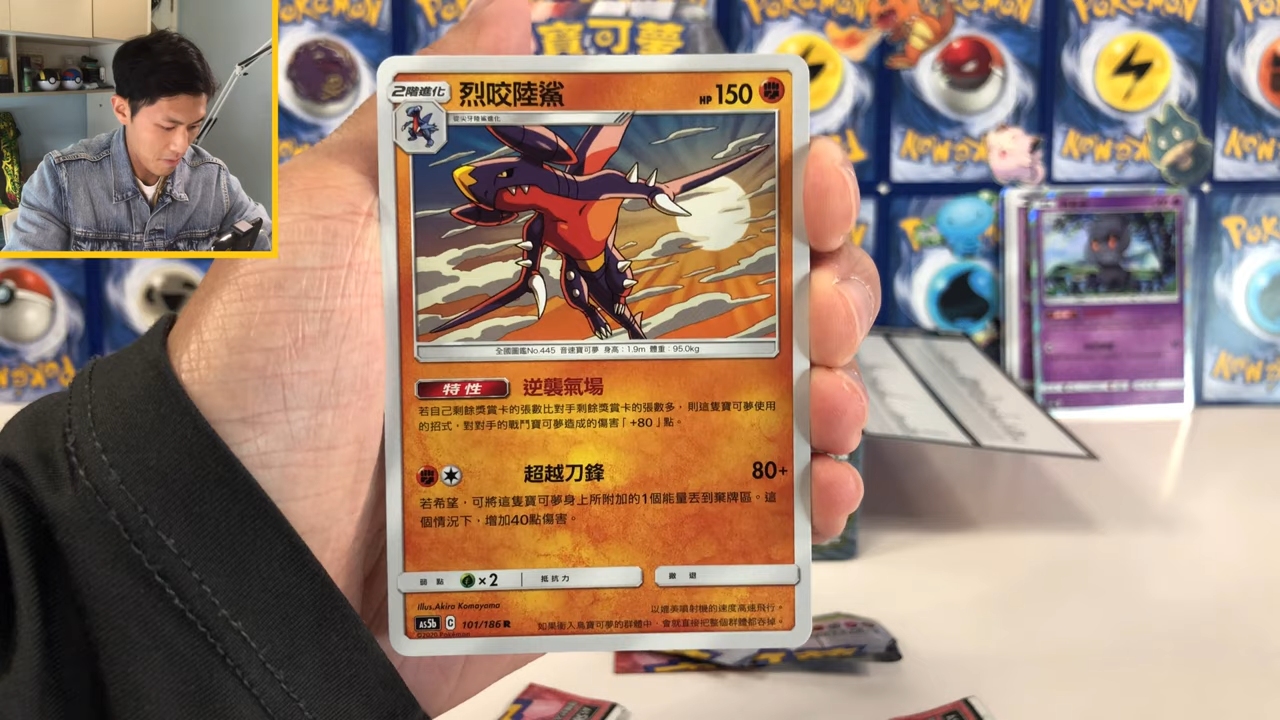 寶可夢
2階進化 烈咬陸鯊 HP 150
從尖牙陸鯊進化
全國圖鑑No.445 音速寶可夢 身高：1.9m 體重：95.0kg
特性 逆襲氣場
若自己剩餘獎賞卡的張數比對手剩餘獎賞卡的張數多，則這隻寶可夢使用
的招式，對對手的戰鬥寶可夢造成的傷害「+80」點。
超越刀鋒 80+
若希望，可將這隻寶可夢身上所附加的1個能量丟到棄牌區。這
個情況下，增加40點傷害。
弱點 ×2 抵抗力 撤退
Illus.Akira Komayama
以媲美噴射機的速度高速飛行。
AS5b C 101/186 R
如果衝入鳥寶可夢的群體中，會就直接把整個群體都吞掉。
©2020 Pokémon